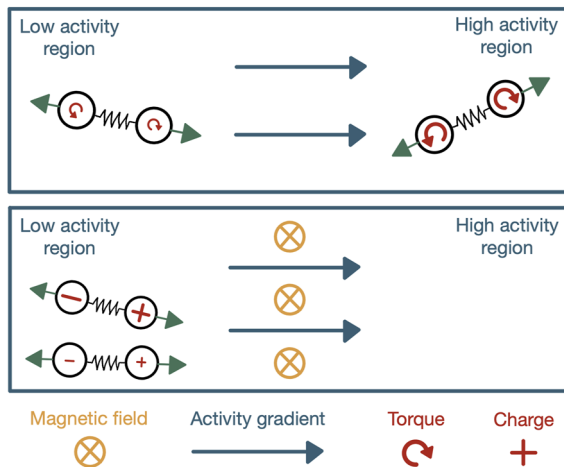 Low activity
region
High activity
region
Low activity
region
High activity
region
− +
- +
Magnetic field Activity gradient Torque Charge
+